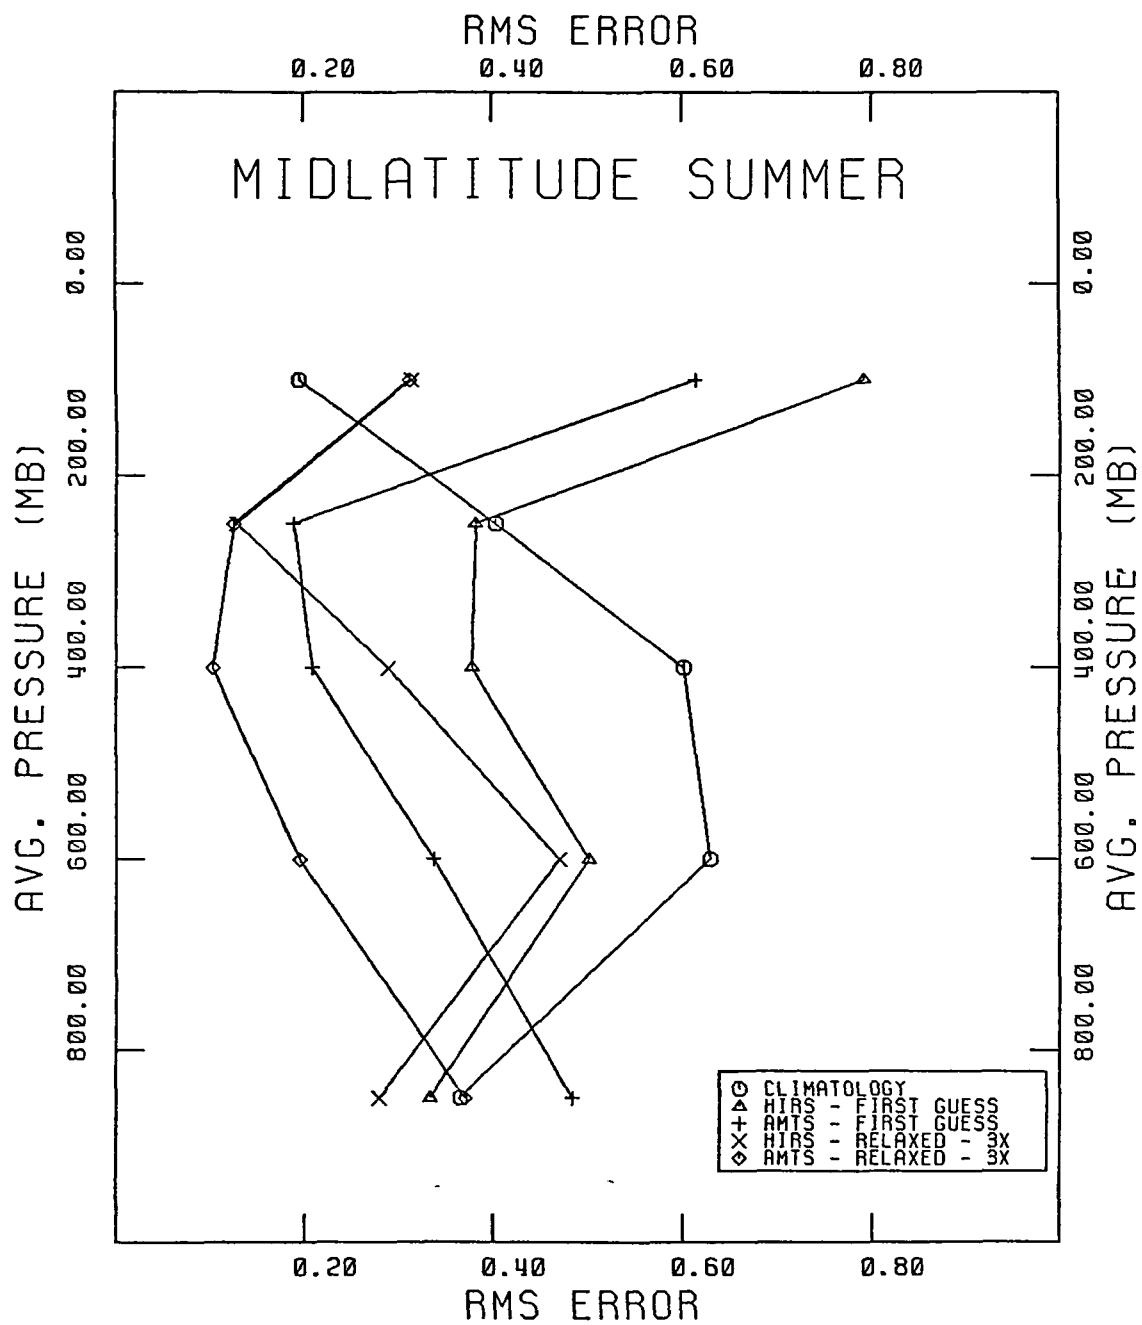 RMS ERROR
0.20 0.40 0.60 0.80
MIDLATITUDE SUMMER
AVG. PRESSURE (MB)
0.00
200.00
400.00
600.00
800.00
0.00
200.00
400.00
600.00
800.00
AVG. PRESSURE (MB)
CLIMATOLOGY
HIRS - FIRST GUESS
AMTS - FIRST GUESS
HIRS - RELAXED - 3X
AMTS - RELAXED - 3X
0.20 0.40 0.60 0.80
RMS ERROR